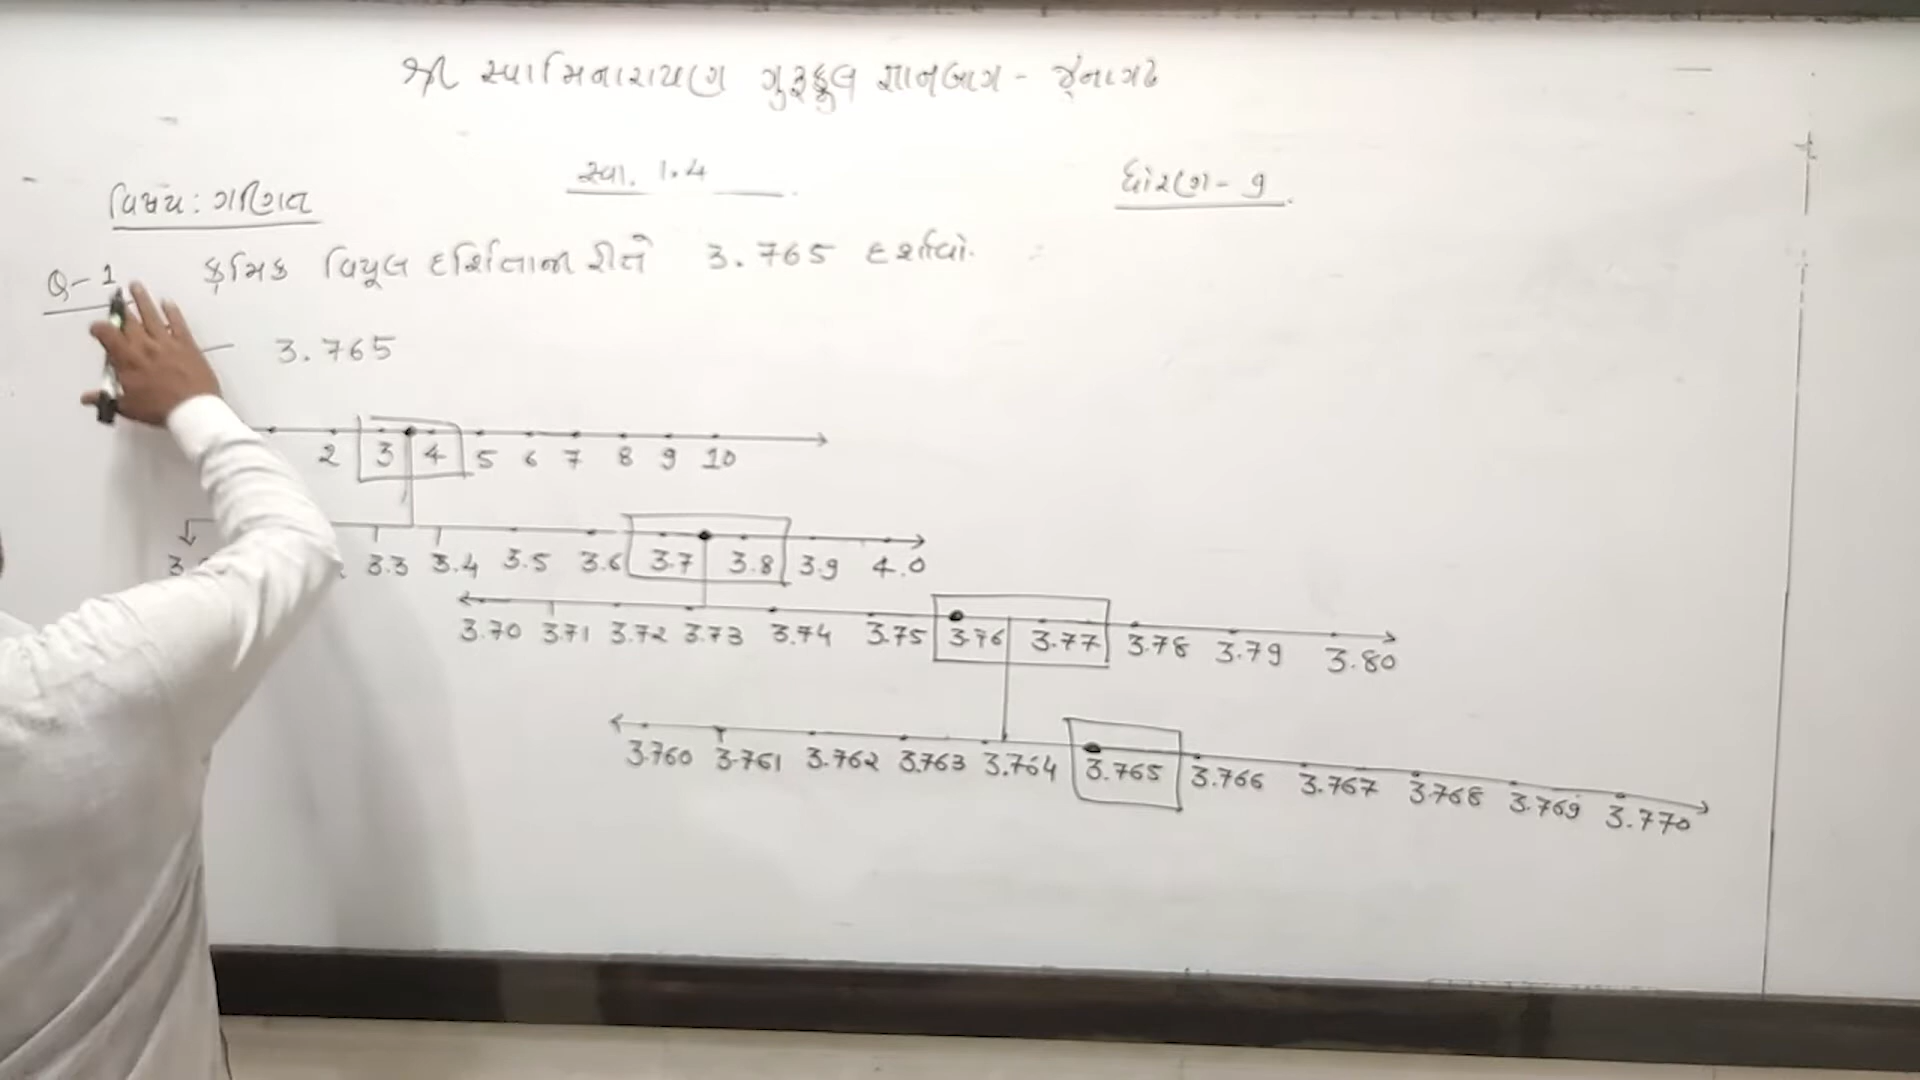 શ્રી સ્વામિનારાયણ ગુરૂકુલ જ્ઞાનબાગ - જૂનાગઢ
વિષય : ગણિત સ્વા. 1.4 ધોરણ - 9
Q-1 ક્રમિક વિપૂલ દર્શિતાની રીતે 3.765 દર્શાવો.
3.765
2 3 4 5 6 7 8 9 10
3.3 3.4 3.5 3.6 3.7 3.8 3.9 4.0
3.70 3.71 3.72 3.73 3.74 3.75 3.76 3.77 3.78 3.79 3.80
3.760 3.761 3.762 3.763 3.764 3.765 3.766 3.767 3.768 3.769 3.770